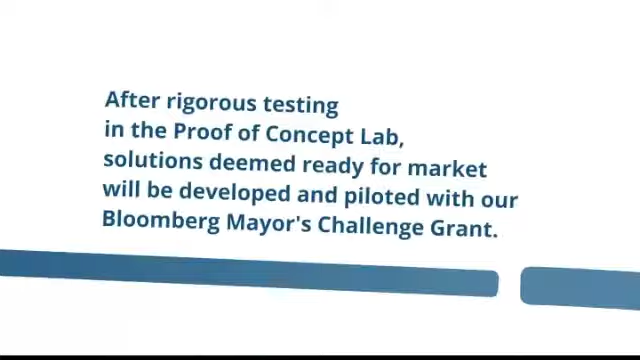 After rigorous testing
in the Proof of Concept Lab,
solutions deemed ready for market
will be developed and piloted with our
Bloomberg Mayor's Challenge Grant.